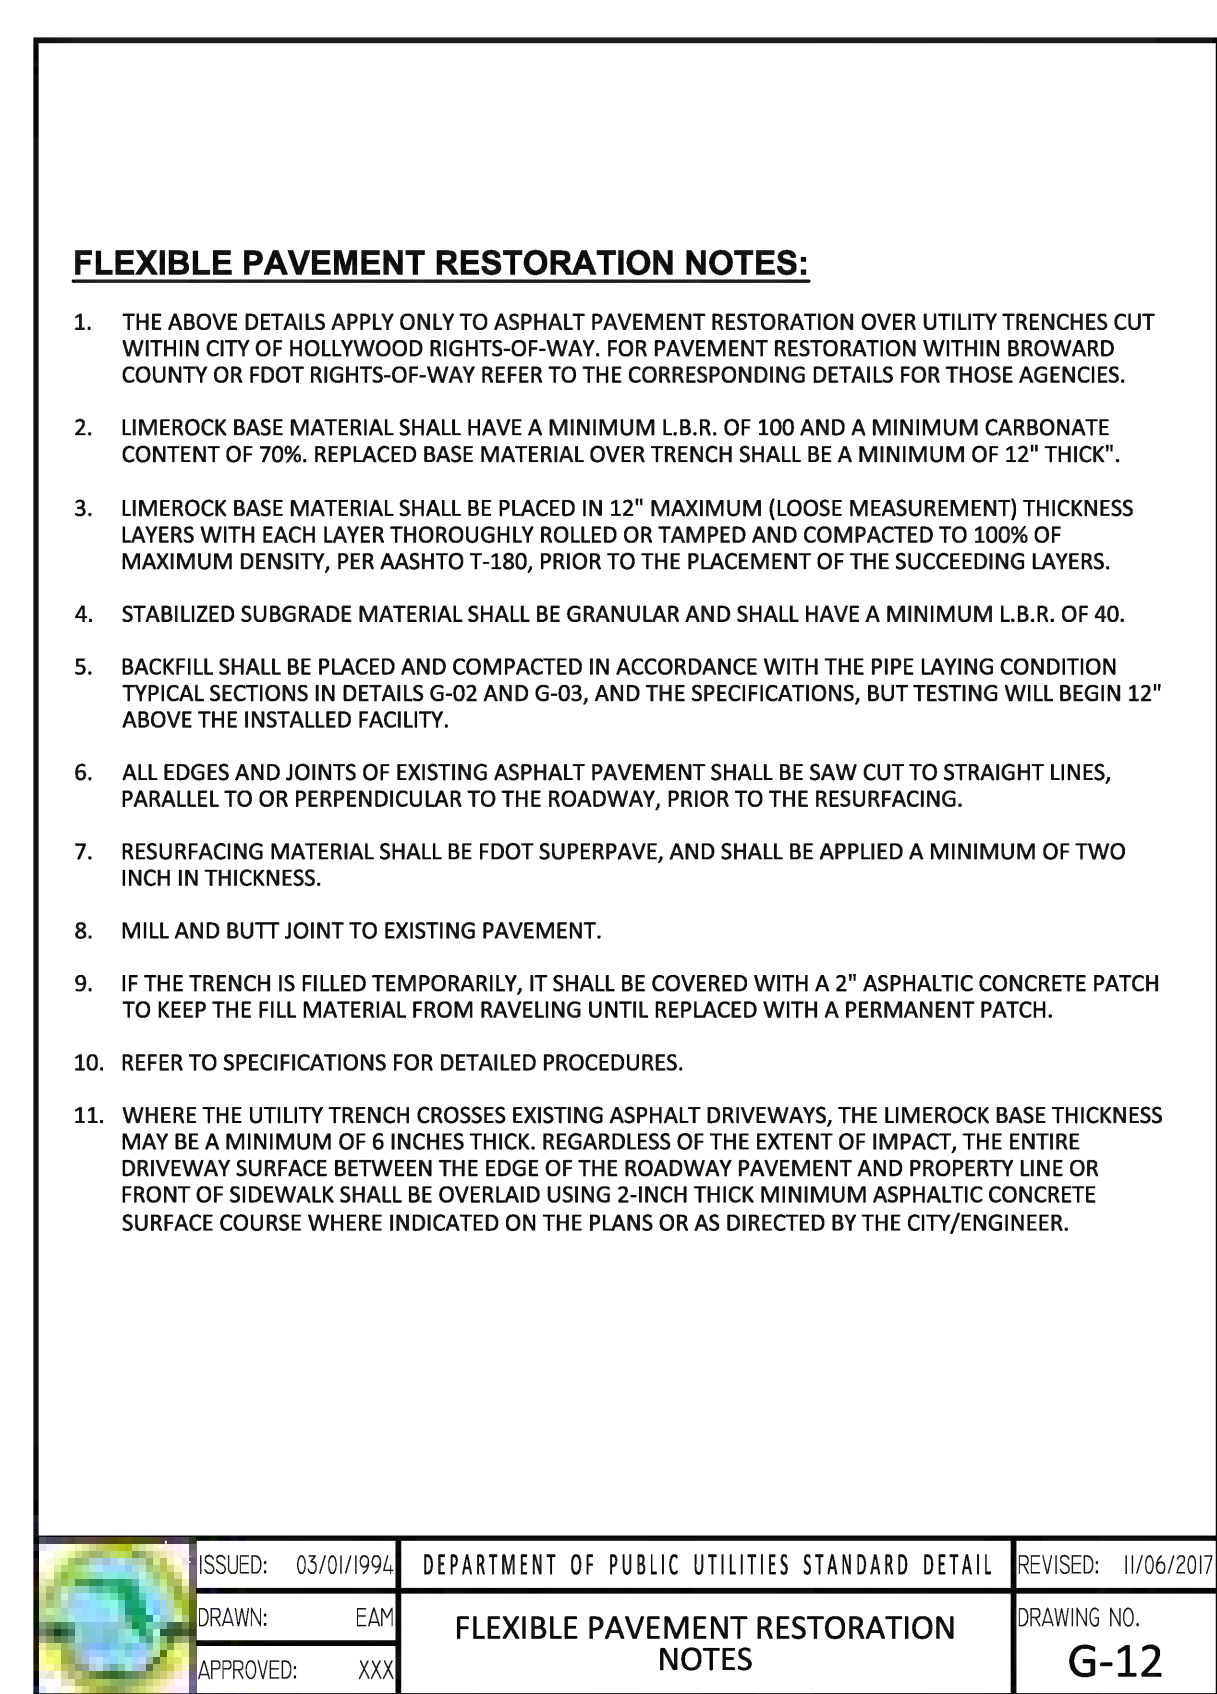 FLEXIBLE PAVEMENT RESTORATION NOTES:
1. THE ABOVE DETAILS APPLY ONLY TO ASPHALT PAVEMENT RESTORATION OVER UTILITY TRENCHES CUT
WITHIN CITY OF HOLLYWOOD RIGHTS-OF-WAY. FOR PAVEMENT RESTORATION WITHIN BROWARD
COUNTY OR FDOT RIGHTS-OF-WAY REFER TO THE CORRESPONDING DETAILS FOR THOSE AGENCIES.
2. LIMEROCK BASE MATERIAL SHALL HAVE A MINIMUM L.B.R. OF 100 AND A MINIMUM CARBONATE
CONTENT OF 70%. REPLACED BASE MATERIAL OVER TRENCH SHALL BE A MINIMUM OF 12" THICK".
3. LIMEROCK BASE MATERIAL SHALL BE PLACED IN 12" MAXIMUM (LOOSE MEASUREMENT) THICKNESS
LAYERS WITH EACH LAYER THOROUGHLY ROLLED OR TAMPED AND COMPACTED TO 100% OF
MAXIMUM DENSITY, PER AASHTO T-180, PRIOR TO THE PLACEMENT OF THE SUCCEEDING LAYERS.
4. STABILIZED SUBGRADE MATERIAL SHALL BE GRANULAR AND SHALL HAVE A MINIMUM L.B.R. OF 40.
5. BACKFILL SHALL BE PLACED AND COMPACTED IN ACCORDANCE WITH THE PIPE LAYING CONDITION
TYPICAL SECTIONS IN DETAILS G-02 AND G-03, AND THE SPECIFICATIONS, BUT TESTING WILL BEGIN 12"
ABOVE THE INSTALLED FACILITY.
6. ALL EDGES AND JOINTS OF EXISTING ASPHALT PAVEMENT SHALL BE SAW CUT TO STRAIGHT LINES,
PARALLEL TO OR PERPENDICULAR TO THE ROADWAY, PRIOR TO THE RESURFACING.
7. RESURFACING MATERIAL SHALL BE FDOT SUPERPAVE, AND SHALL BE APPLIED A MINIMUM OF TWO
INCH IN THICKNESS.
8. MILL AND BUTT JOINT TO EXISTING PAVEMENT.
9. IF THE TRENCH IS FILLED TEMPORARILY, IT SHALL BE COVERED WITH A 2" ASPHALTIC CONCRETE PATCH
TO KEEP THE FILL MATERIAL FROM RAVELING UNTIL REPLACED WITH A PERMANENT PATCH.
10. REFER TO SPECIFICATIONS FOR DETAILED PROCEDURES.
11. WHERE THE UTILITY TRENCH CROSSES EXISTING ASPHALT DRIVEWAYS, THE LIMEROCK BASE THICKNESS
MAY BE A MINIMUM OF 6 INCHES THICK. REGARDLESS OF THE EXTENT OF IMPACT, THE ENTIRE
DRIVEWAY SURFACE BETWEEN THE EDGE OF THE ROADWAY PAVEMENT AND PROPERTY LINE OR
FRONT OF SIDEWALK SHALL BE OVERLAID USING 2-INCH THICK MINIMUM ASPHALTIC CONCRETE
SURFACE COURSE WHERE INDICATED ON THE PLANS OR AS DIRECTED BY THE CITY/ENGINEER.
ISSUED: 03/01/1994
DRAWN: EAM
APPROVED: XXX
DEPARTMENT OF PUBLIC UTILITIES STANDARD DETAIL
FLEXIBLE PAVEMENT RESTORATION
NOTES
REVISED: 11/06/2017
DRAWING NO.
G-12